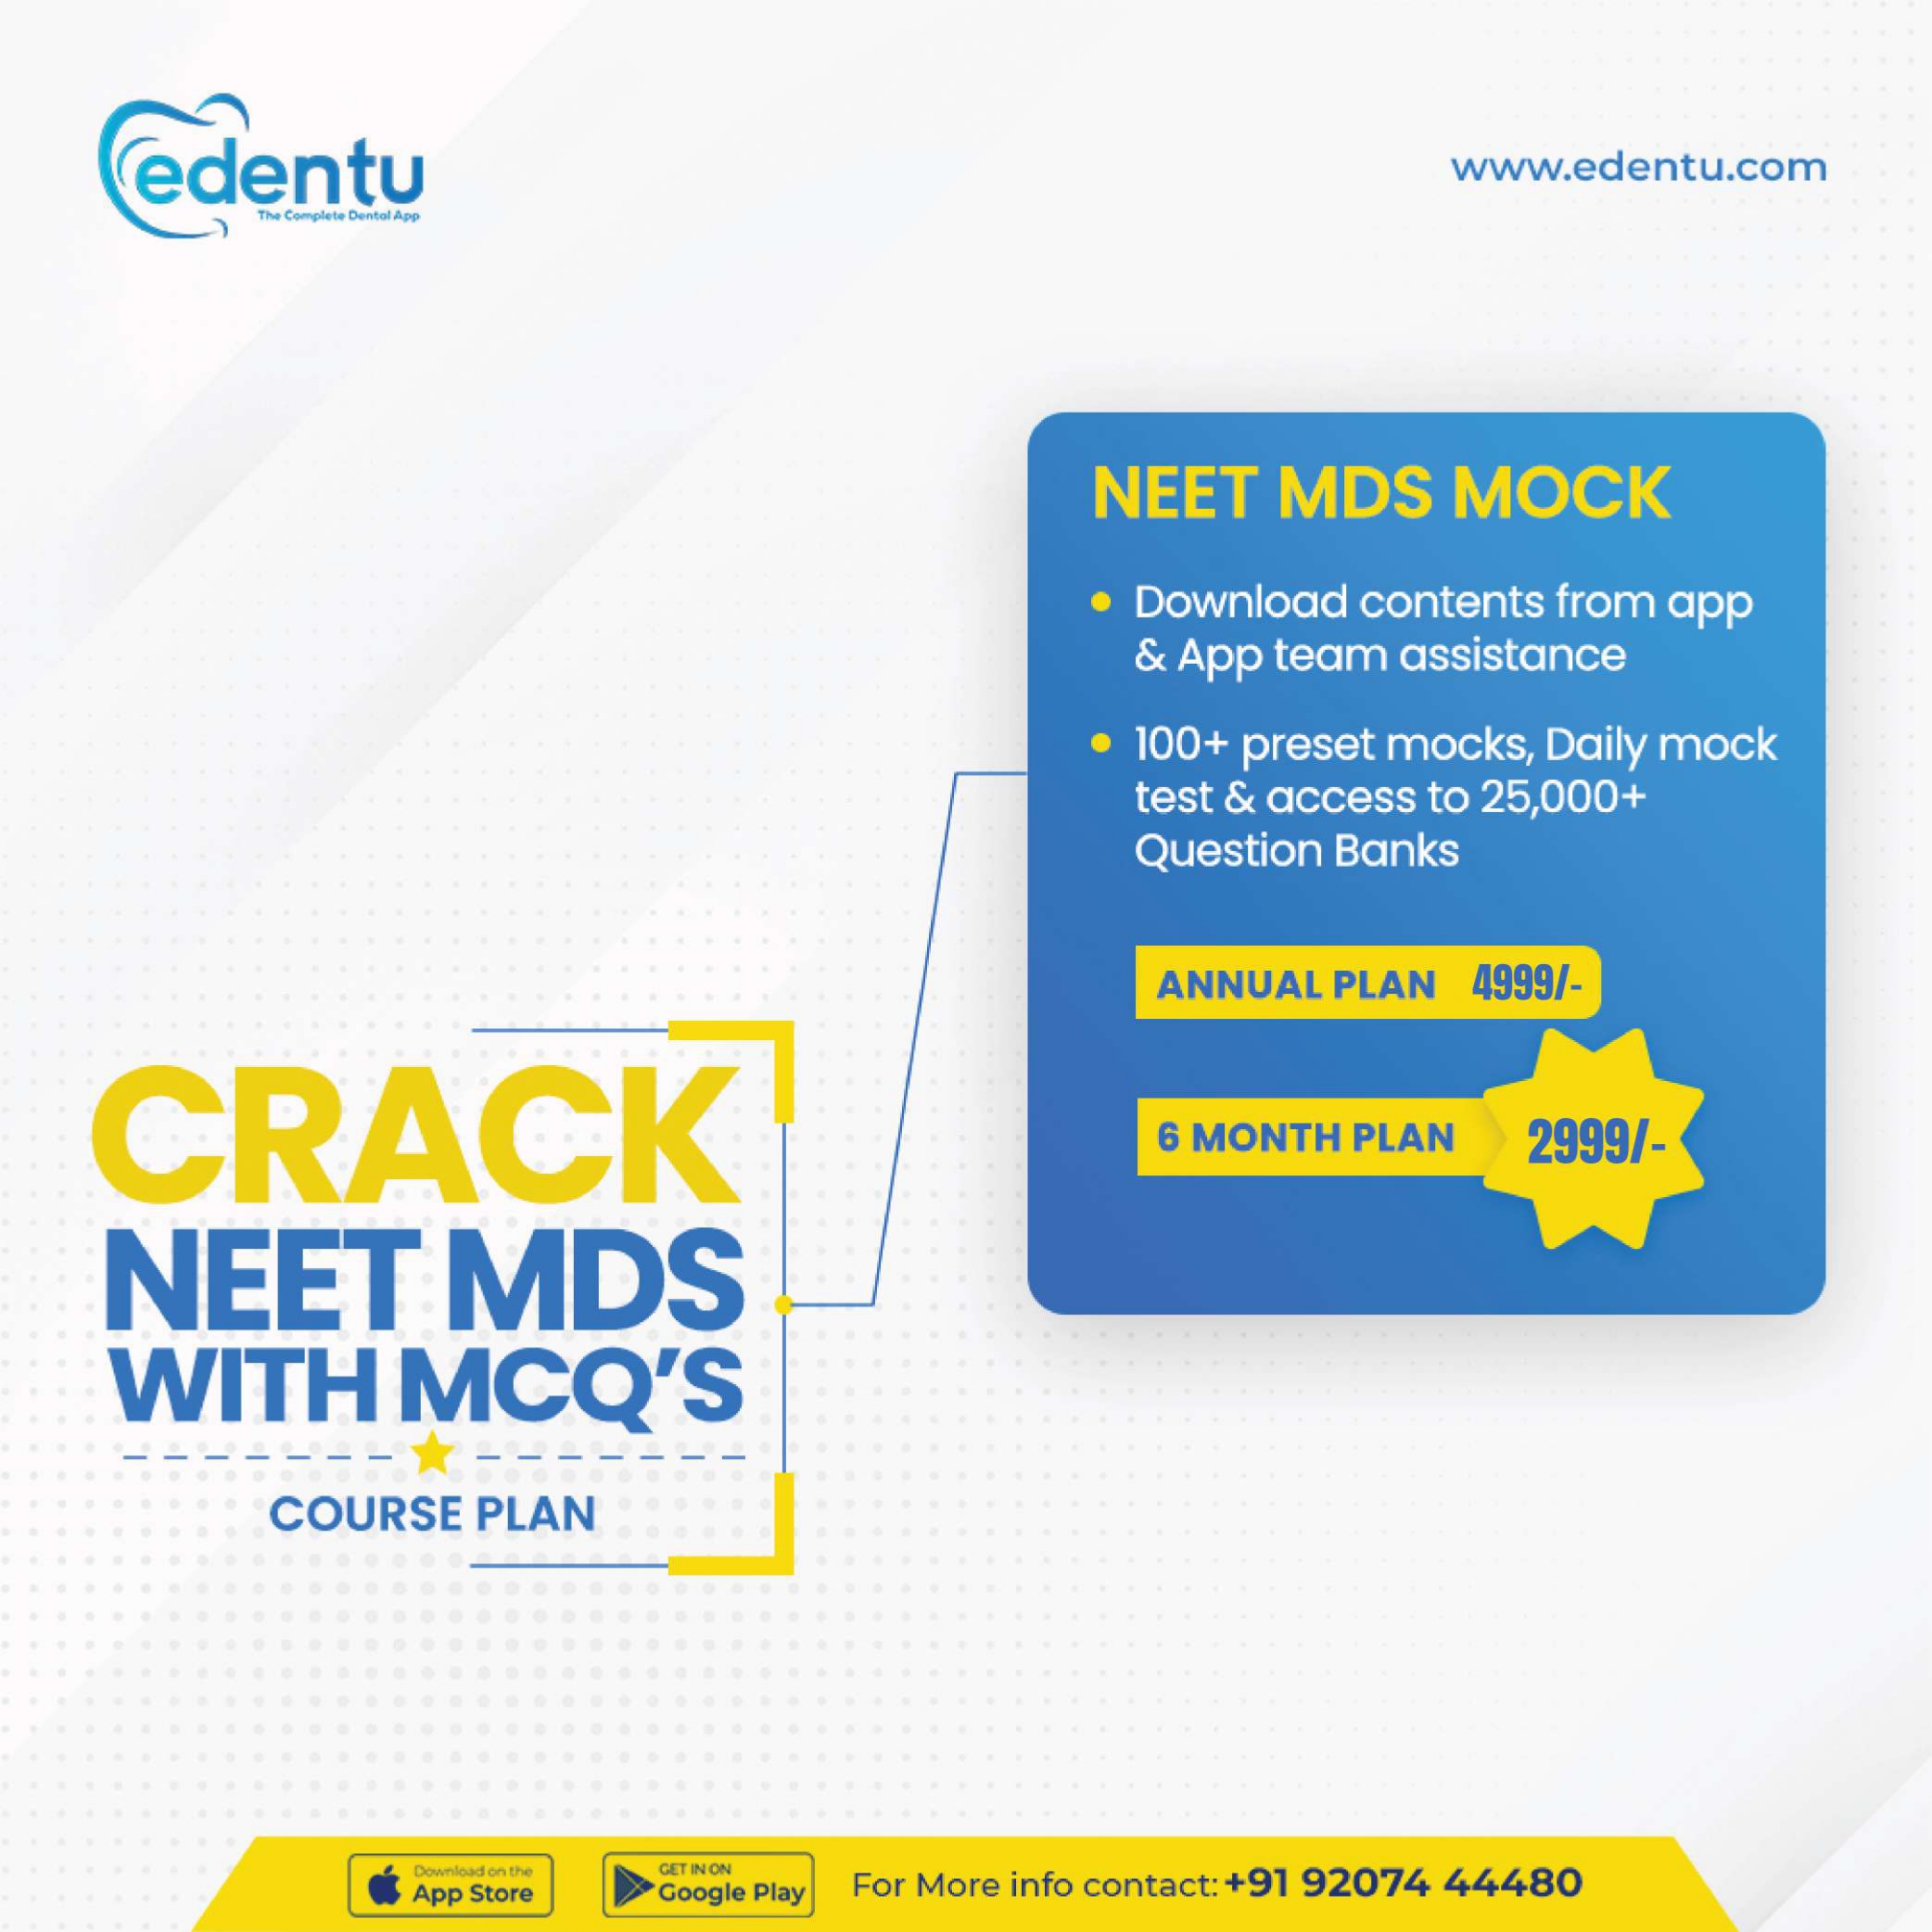 edentu
The Complete Dental App
www.edentu.com
NEET MDS MOCK
Download contents from app
& App team assistance
100+ preset mocks, Daily mock
test & access to 25,000+
Question Banks
ANNUAL PLAN 4999/-
6 MONTH PLAN 2999/-
CRACK
NEET MDS
WITH MCQ'S
COURSE PLAN
Download on the
App Store
GET IN ON
Google Play
For More info contact: +91 92074 44480